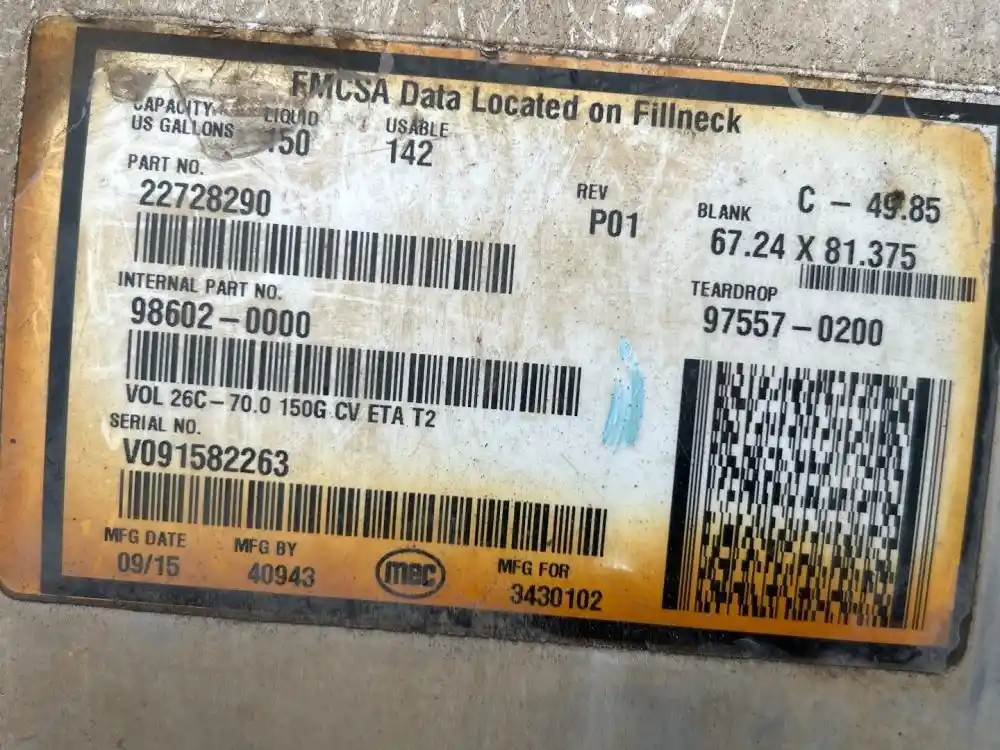 FMCSA Data Located on Fillneck
CAPACITY
US GALLONS
LIQUID
150
USABLE
142
PART NO.
22728290
REV
P01
BLANK
C - 49.85
67.24 X 81.375
INTERNAL PART NO.
98602-0000
TEARDROP
97557-0200
VOL 26C-70.0 150G CV ETA T2
SERIAL NO.
V091582263
MFG DATE
09/15
MFG BY
40943
mec
MFG FOR
3430102